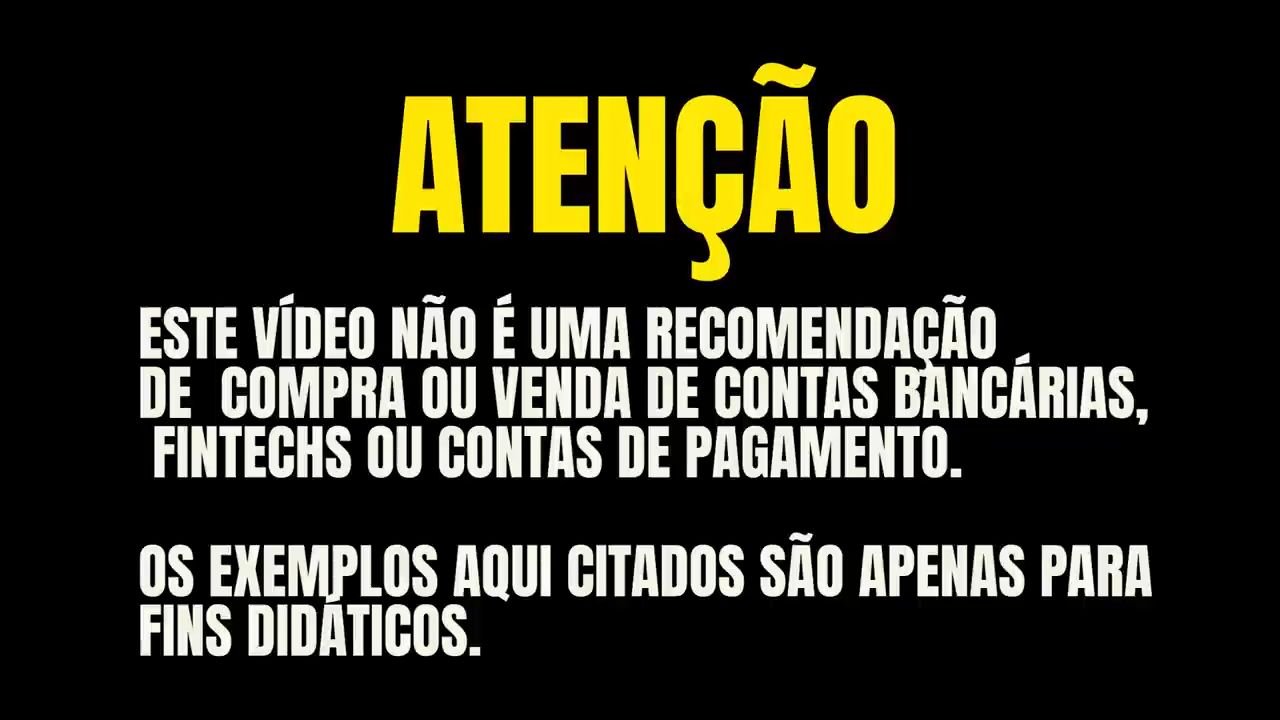 ATENÇÃO
ESTE VÍDEO NÃO É UMA RECOMENDAÇÃO
DE COMPRA OU VENDA DE CONTAS BANCÁRIAS,
FINTECHS OU CONTAS DE PAGAMENTO.
OS EXEMPLOS AQUI CITADOS SÃO APENAS PARA
FINS DIDÁTICOS.